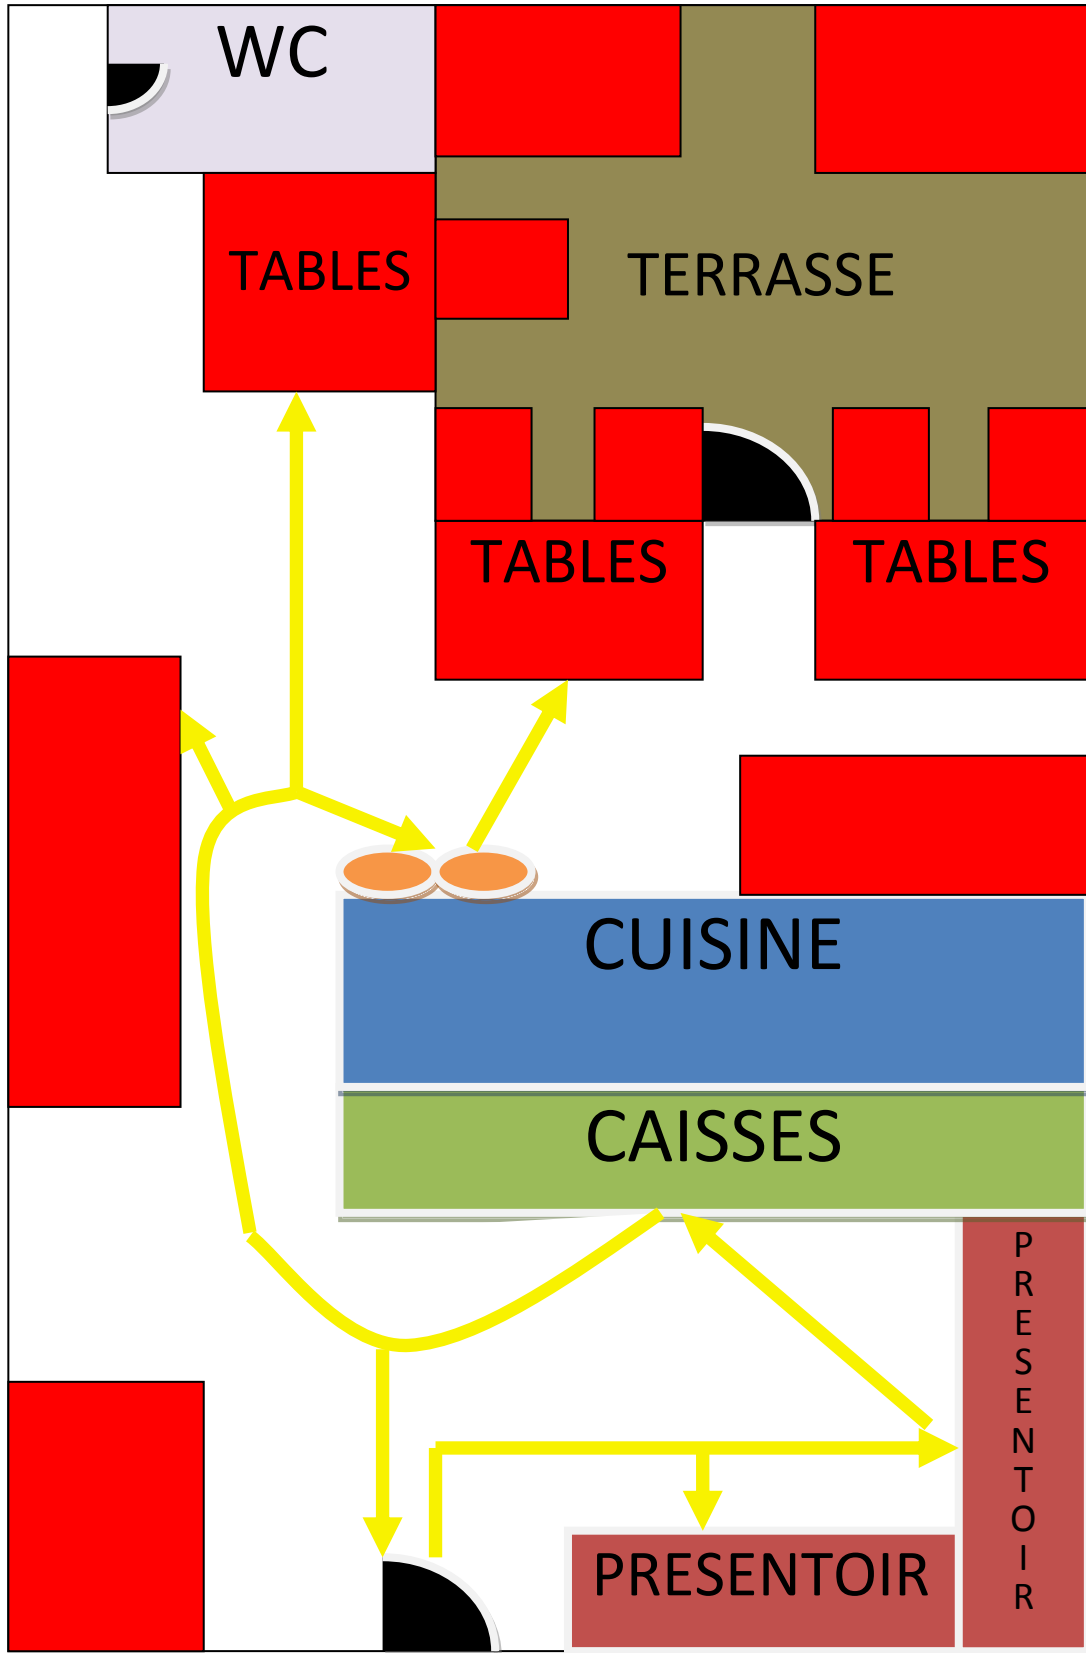 WC
TABLES
TERRASSE
TABLES
TABLES
CUISINE
CAISSES
PRESENTOIR
PRESENTOIR